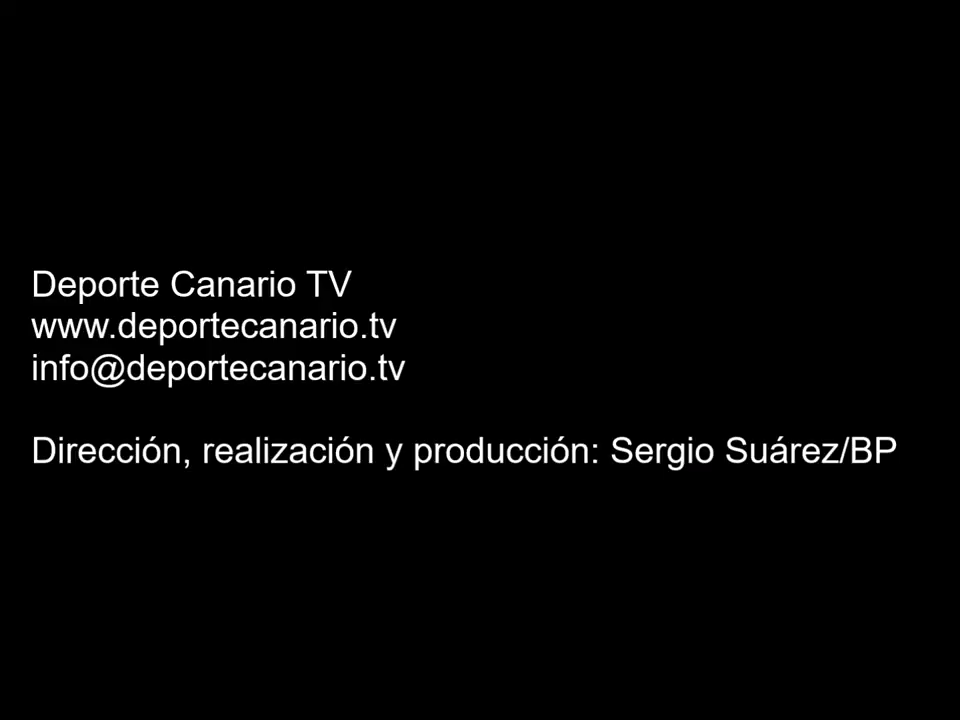 Deporte Canario TV
www.deportecanario.tv
info@deportecanario.tv
Dirección, realización y producción: Sergio Suárez/BP